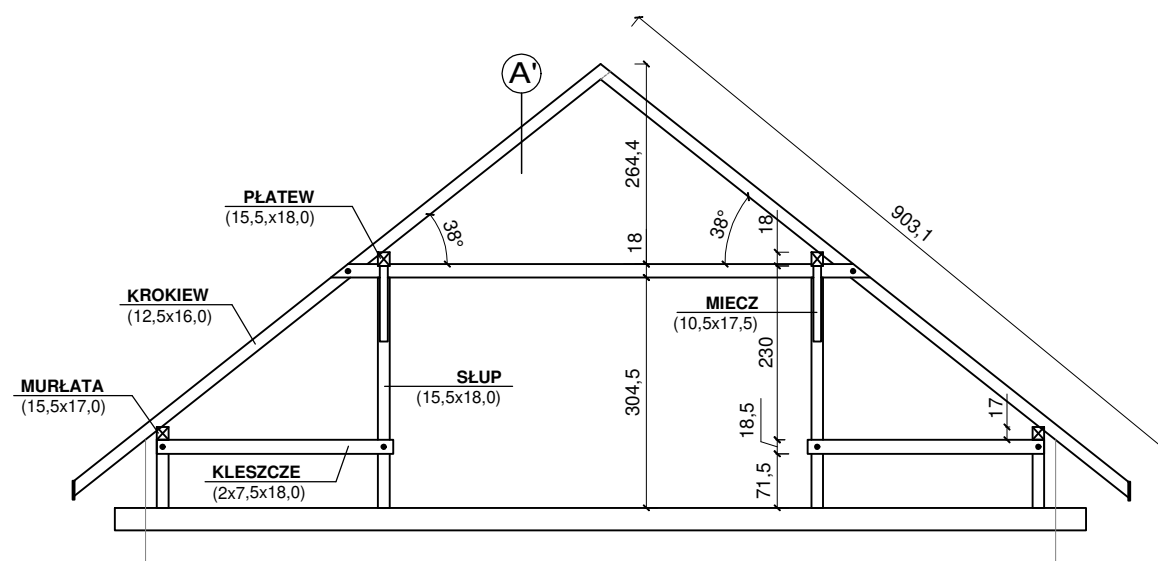 A'
264,4
903,1
PŁATEW
(15,5,x18,0)
38°
38°
18
18
KROKIEW
(12,5x16,0)
MIECZ
(10,5x17,5)
230
MURŁATA
(15,5x17,0)
SŁUP
(15,5x18,0)
304,5
18,5
17
KLESZCZE
(2x7,5x18,0)
71,5